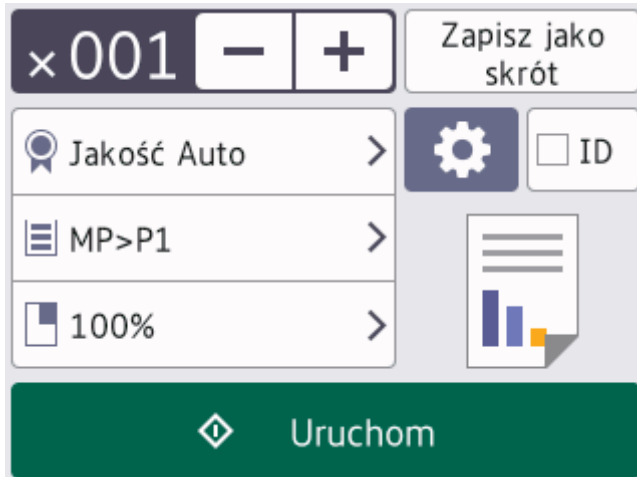 ×001 − +
Zapisz jako
skrót
Jakość Auto
ID
MP>P1
100%
Uruchom